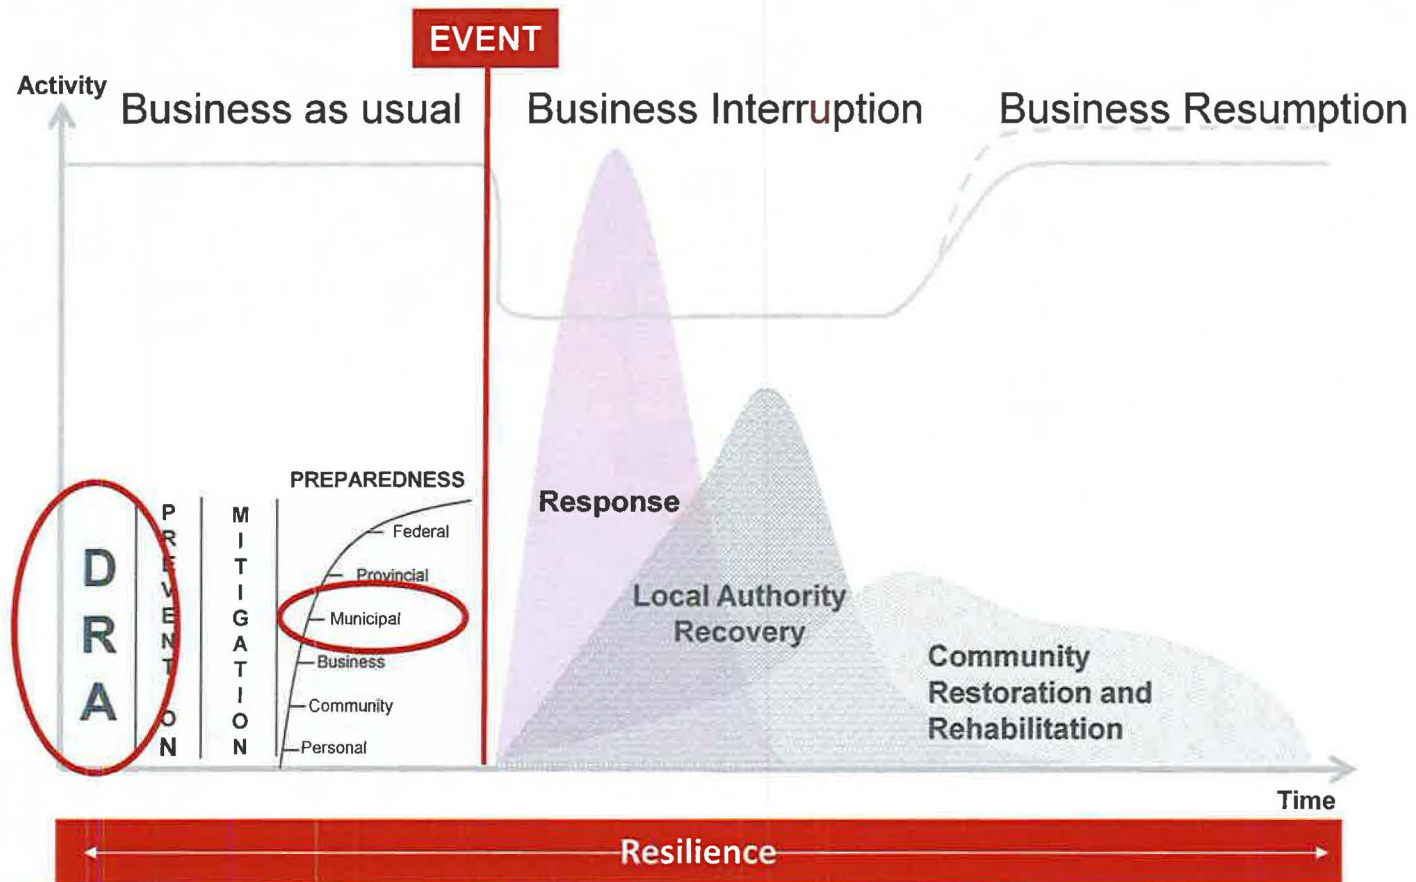 EVENT
Activity
Business as usual
Business Interruption
Business Resumption
PREPAREDNESS
DRA
PREVENTION
MITIGATION
Federal
Provincial
Municipal
Business
Community
Personal
Response
Local Authority
Recovery
Community
Restoration and
Rehabilitation
Time
Resilience